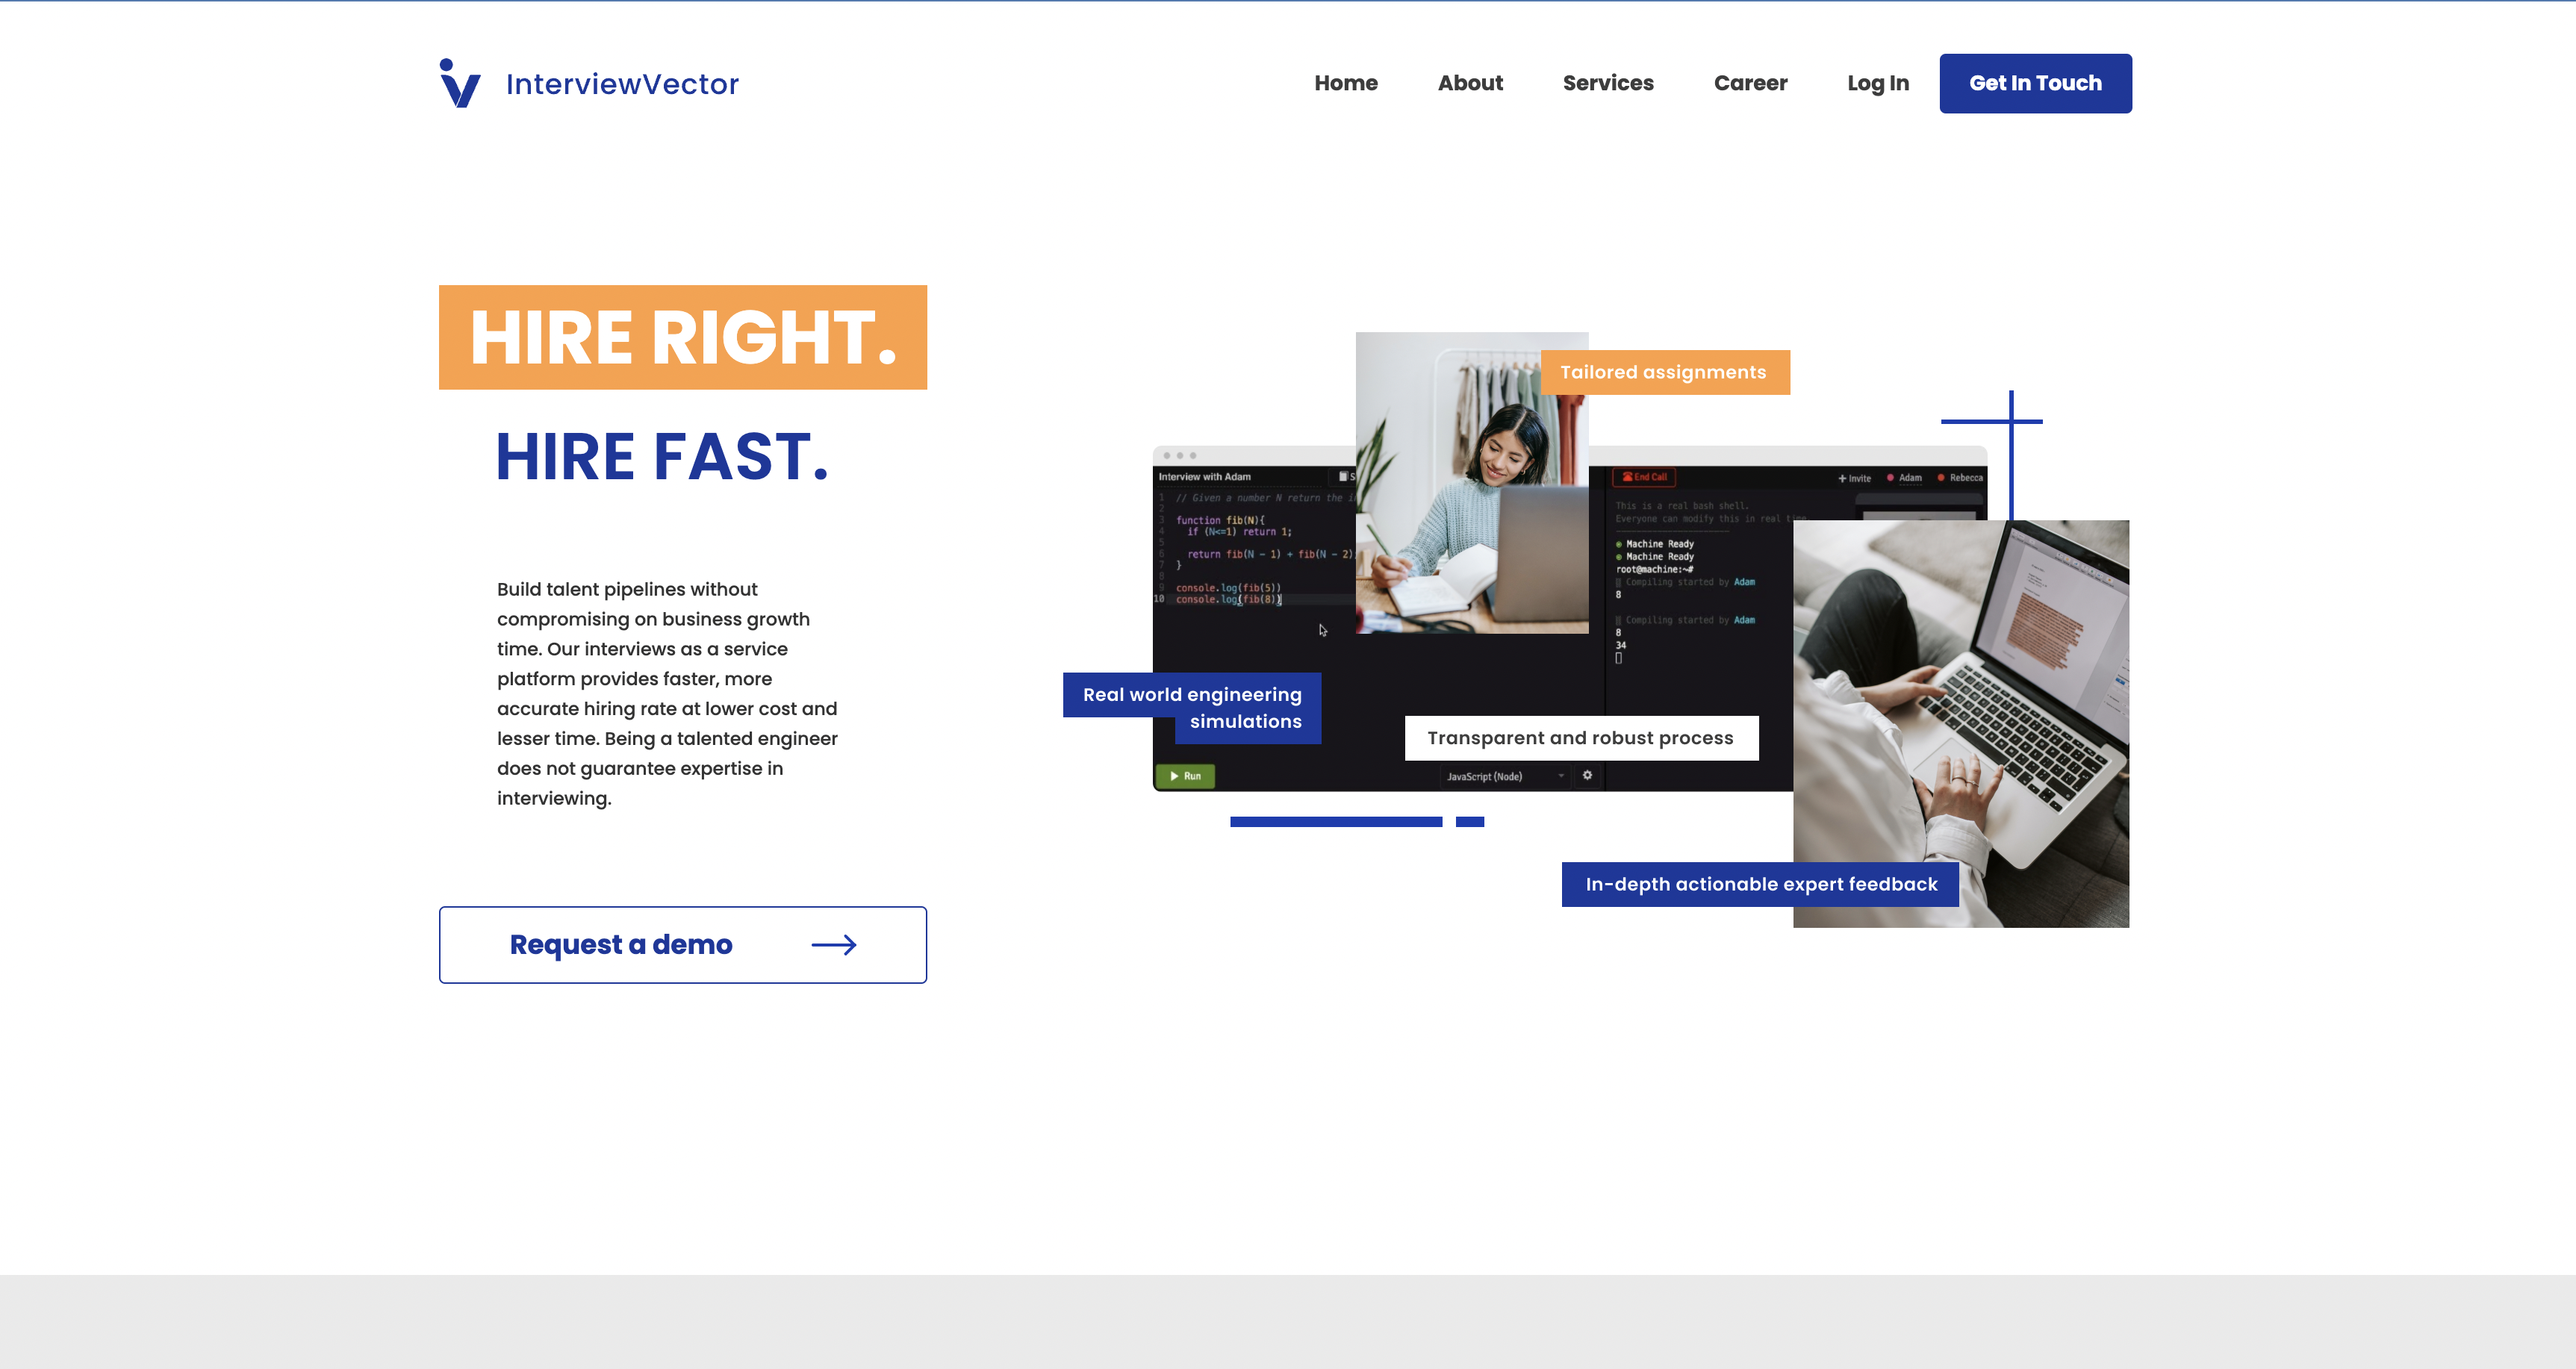 InterviewVector
Home
About
Services
Career
Log In
Get In Touch
HIRE RIGHT.
HIRE FAST.
Build talent pipelines without
compromising on business growth
time. Our interviews as a service
platform provides faster, more
accurate hiring rate at lower cost and
lesser time. Being a talented engineer
does not guarantee expertise in
interviewing.
Request a demo
Tailored assignments
Interview with Adam
1 // Given a number N return the
2
3 function fib(N){
4 if (N<=1) return 1;
5
6 return fib(N - 1) + fib(N - 2)
7 }
8
9 console.log(fib(5))
10 console.log(fib(8))
Run
JavaScript (Node)
End Call
Invite
Adam
Rebecca
This is a real bash shell.
Everyone can modify this in real time.
Machine Ready
Machine Ready
root@machine:~#
Compiling started by Adam
8
Compiling started by Adam
8
34
Real world engineering
simulations
Transparent and robust process
In-depth actionable expert feedback